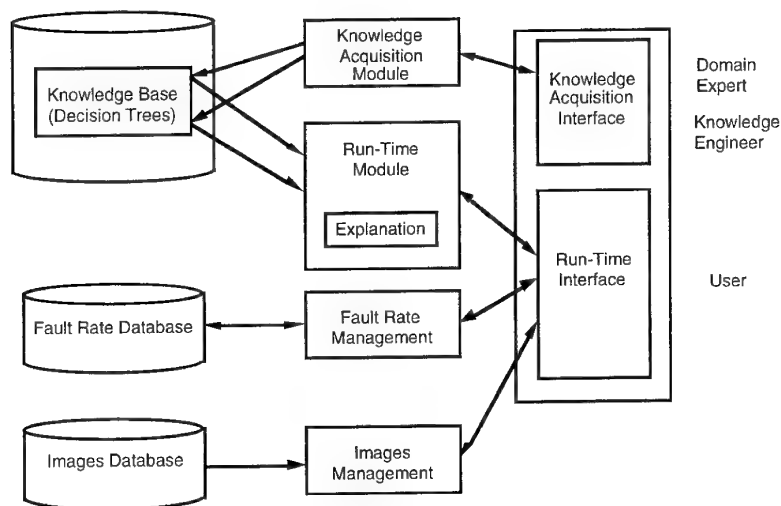 Knowledge
Acquisition
Module
Knowledge Base
(Decision Trees)
Knowledge
Acquisition
Interface
Domain
Expert
Knowledge
Engineer
Run-Time
Module
Explanation
Run-Time
Interface
User
Fault Rate Database
Fault Rate
Management
Images Database
Images
Management